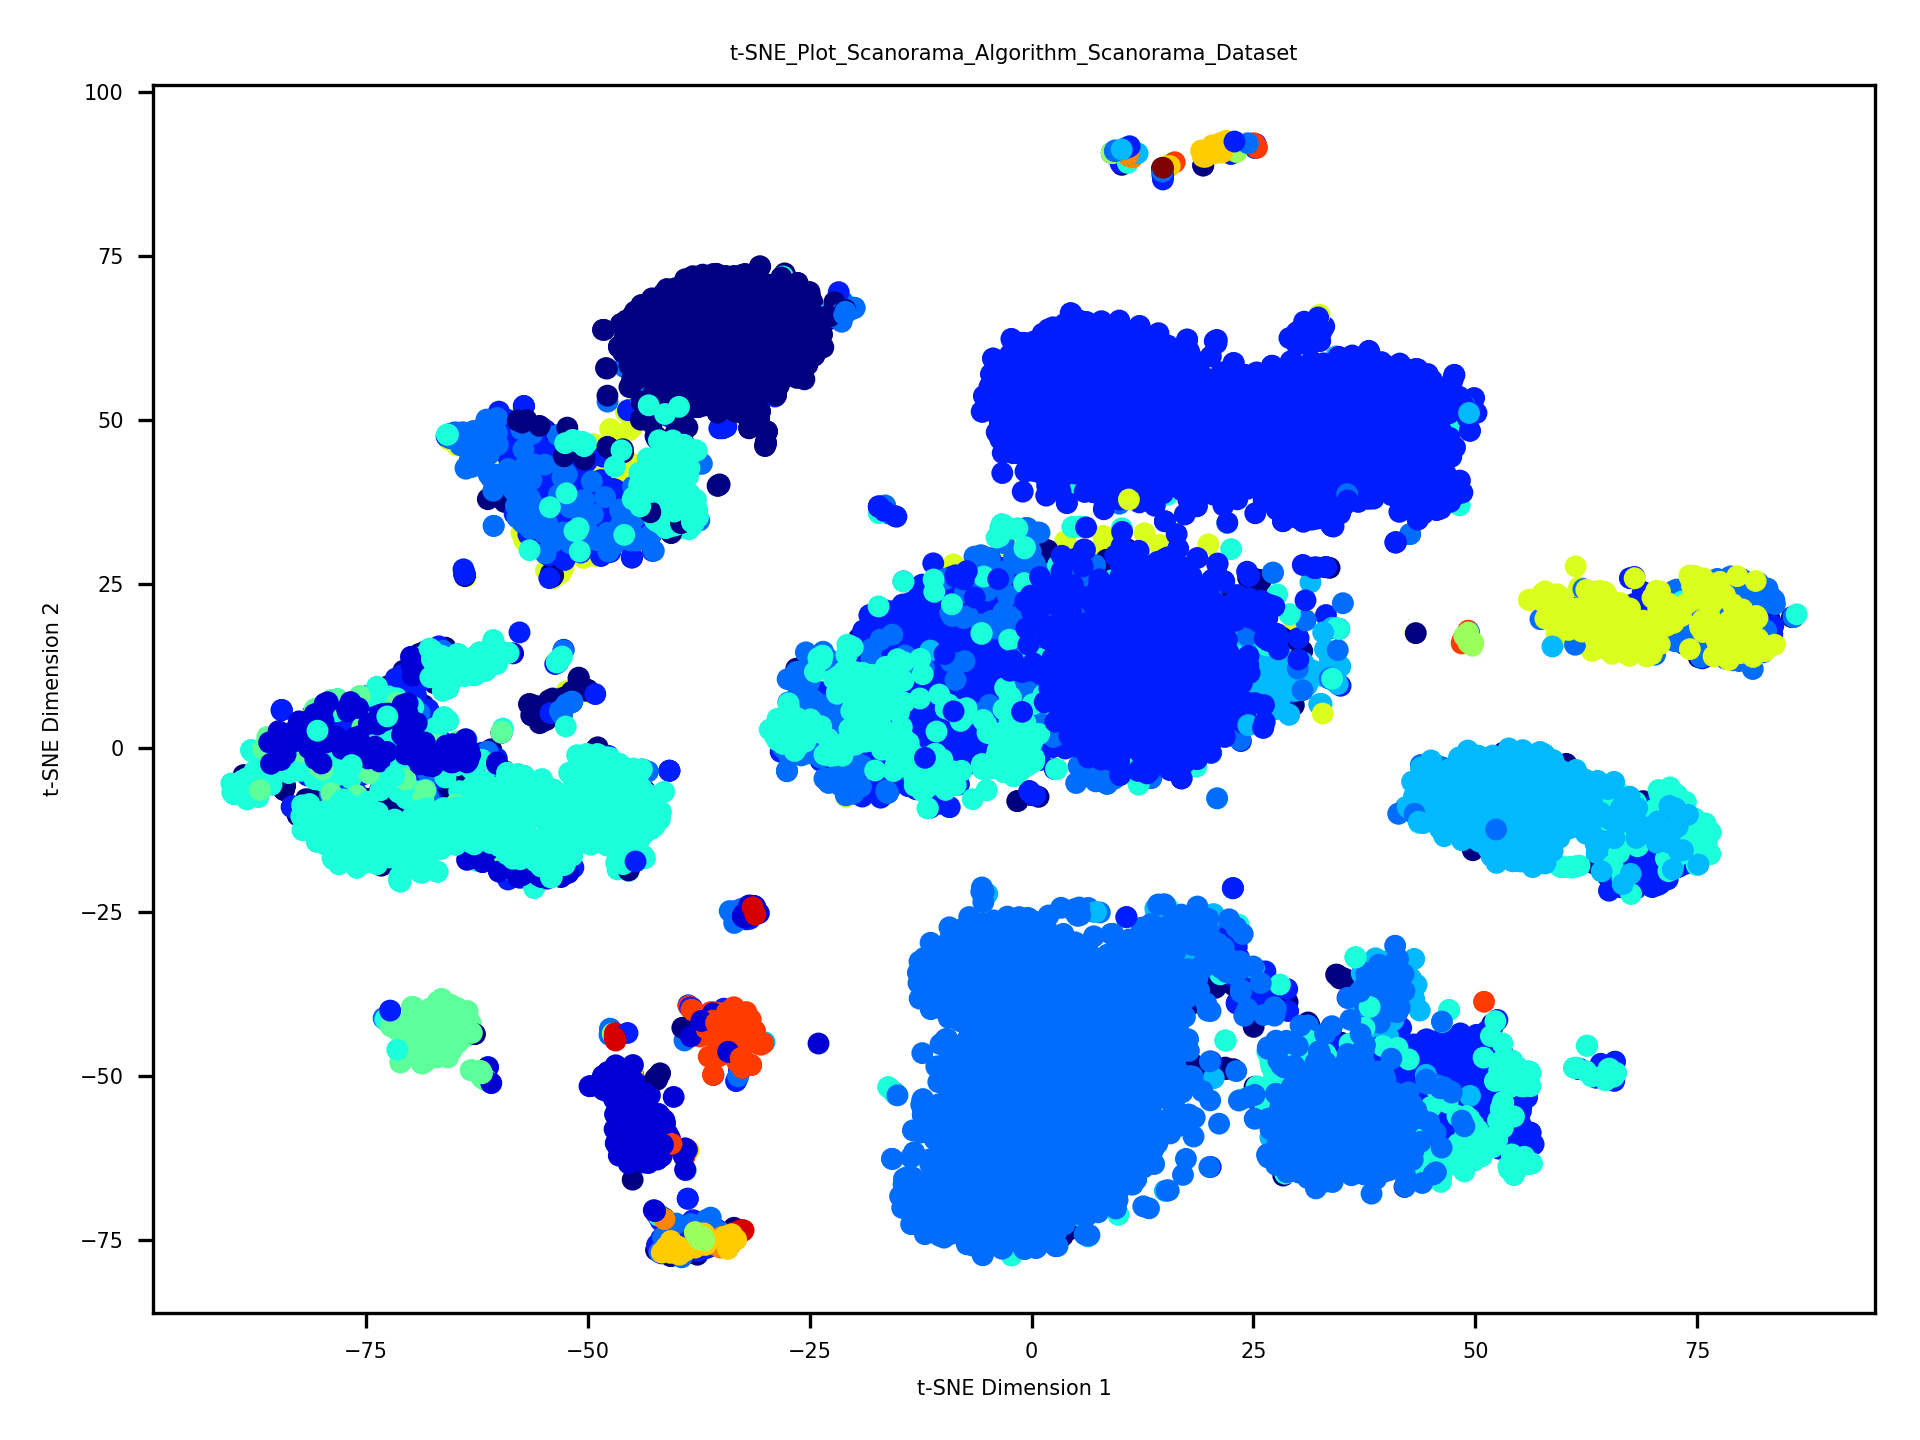 t-SNE_Plot_Scanorama_Algorithm_Scanorama_Dataset
100
75
50
25
0
−25
−50
−75
t-SNE Dimension 2
−75 −50 −25 0 25 50 75
t-SNE Dimension 1